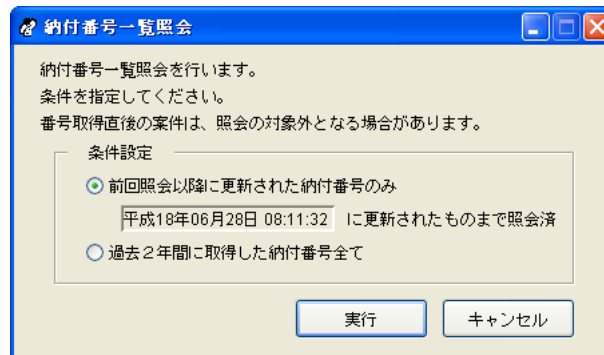 納付番号一覧照会
納付番号一覧照会を行います。
条件を指定してください。
番号取得直後の案件は、照会の対象外となる場合があります。
条件設定
前回照会以降に更新された納付番号のみ
平成18年06月28日 08:11:32 に更新されたものまで照会済
過去２年間に取得した納付番号全て
実行 キャンセル